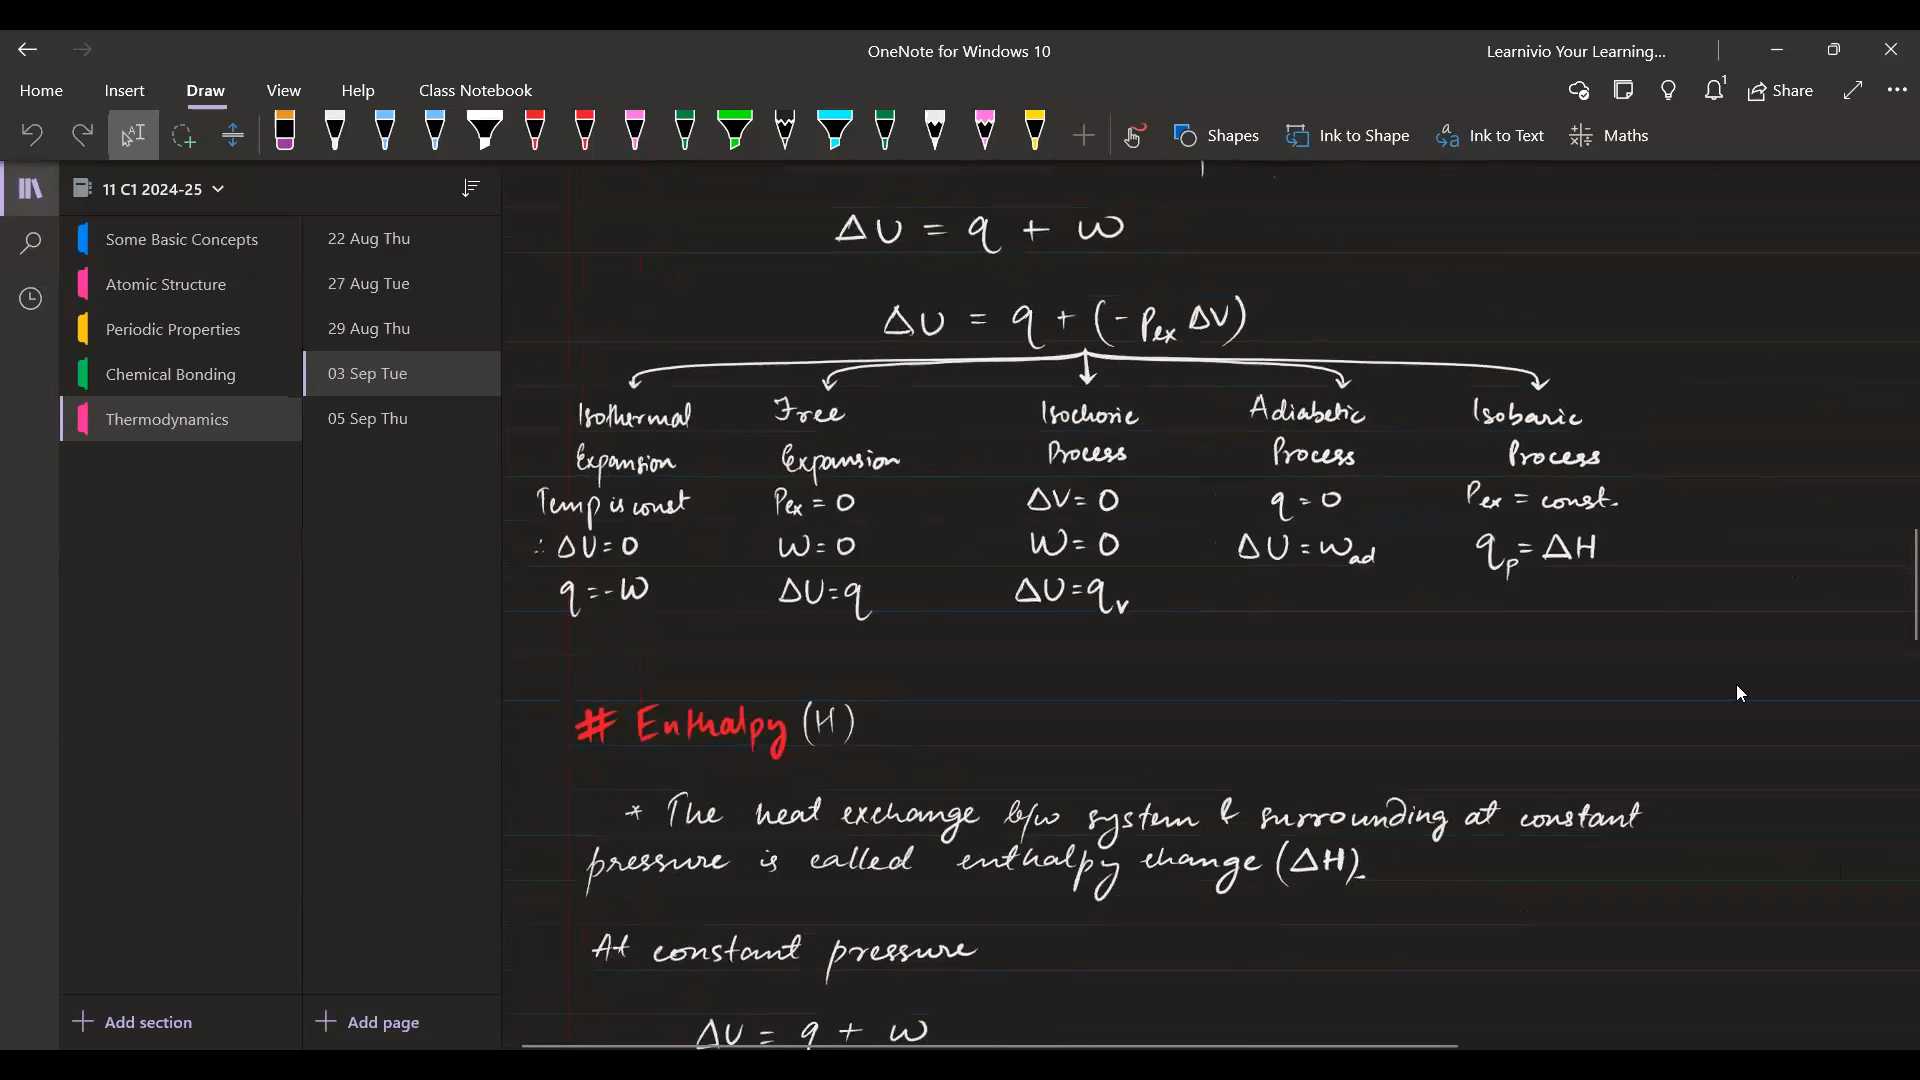 OneNote for Windows 10
Learnivio Your Learning...
Home Insert Draw View Help Class Notebook
1 Share
Shapes Ink to Shape Ink to Text Maths
11 C1 2024-25
Some Basic Concepts
Atomic Structure
Periodic Properties
Chemical Bonding
Thermodynamics
22 Aug Thu
27 Aug Tue
29 Aug Thu
03 Sep Tue
05 Sep Thu
Add section
Add page
ΔU = q + w
ΔU = q + (- Pex ΔV)
Isothermal
Expansion
Temp is const
∴ ΔU = 0
q = - W
Free
Expansion
Pex = 0
W = 0
ΔU = q
Isochoric
Process
ΔV = 0
W = 0
ΔU = qv
Adiabetic
Process
q = 0
ΔU = wad
Isobaric
Process
Pex = const.
qp = ΔH
# Enthalpy (H)
* The heat exchange b/w system & surrounding at constant
pressure is called enthalpy change (ΔH).
At constant pressure
ΔU = q + w